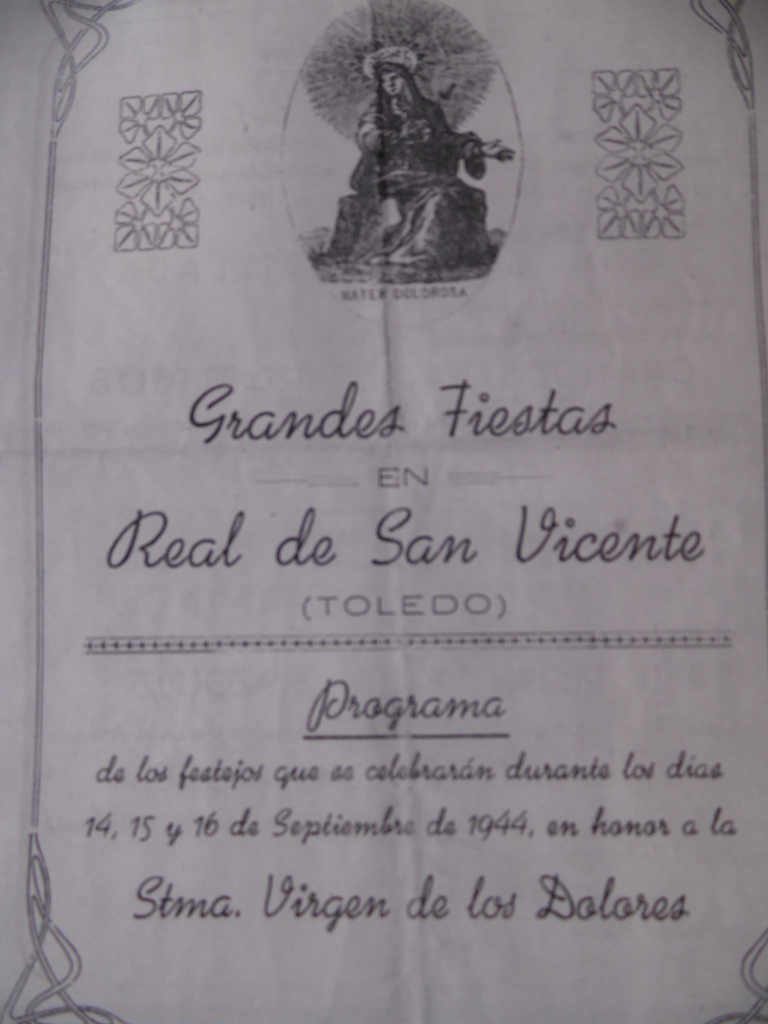 MATER DOLOROSA
Grandes Fiestas
EN
Real de San Vicente
(TOLEDO)
Programa
de los festejos que se celebrarán durante los días
14, 15 y 16 de Septiembre de 1944, en honor a la
Stma. Virgen de los Dolores